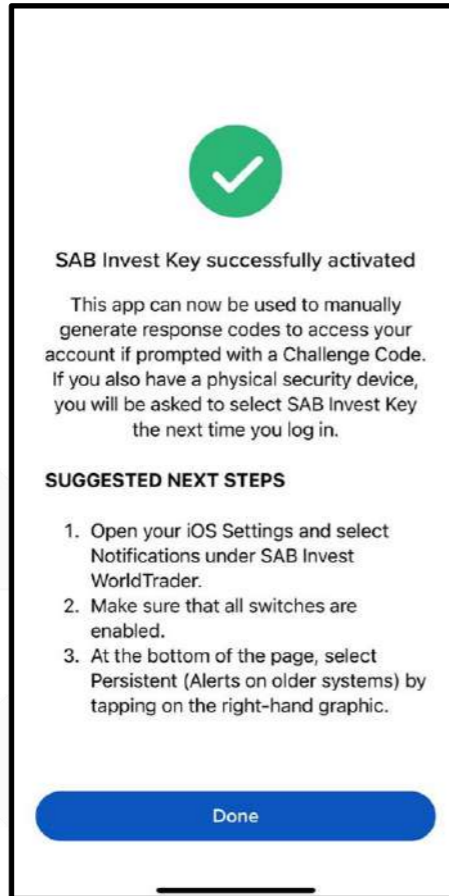 SAB Invest Key successfully activated
This app can now be used to manually
generate response codes to access your
account if prompted with a Challenge Code.
If you also have a physical security device,
you will be asked to select SAB Invest Key
the next time you log in.
SUGGESTED NEXT STEPS
1. Open your iOS Settings and select
Notifications under SAB Invest
WorldTrader.
2. Make sure that all switches are
enabled.
3. At the bottom of the page, select
Persistent (Alerts on older systems) by
tapping on the right-hand graphic.
Done